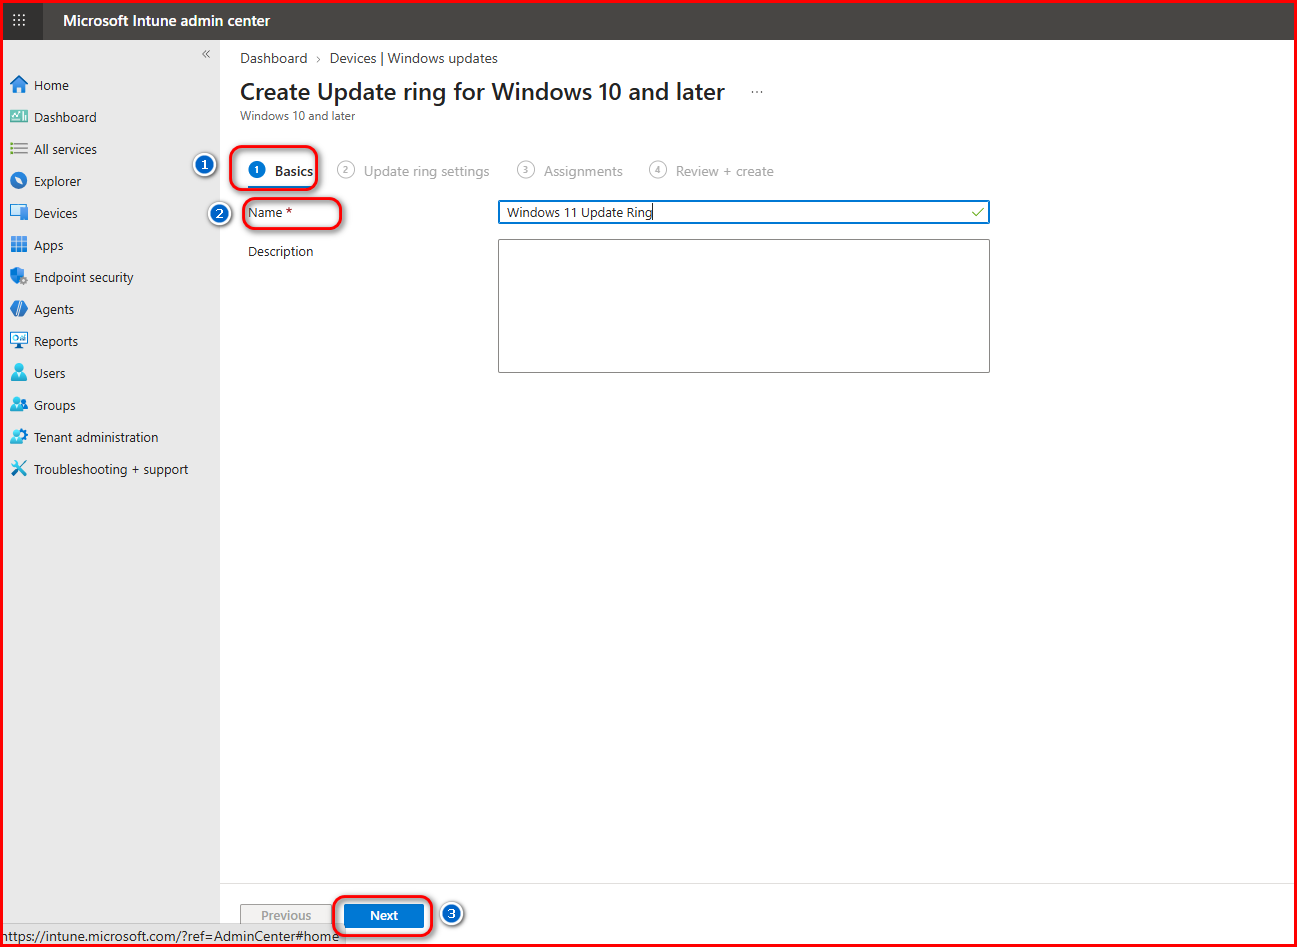 Microsoft Intune admin center
«
Home
Dashboard
All services
Explorer
Devices
Apps
Endpoint security
Agents
Reports
Users
Groups
Tenant administration
Troubleshooting + support
Dashboard > Devices | Windows updates
Create Update ring for Windows 10 and later ...
Windows 10 and later
1 1 Basics 2 Update ring settings 3 Assignments 4 Review + create
2 Name * Windows 11 Update Ring
Description
Previous Next 3
https://intune.microsoft.com/?ref=AdminCenter#home